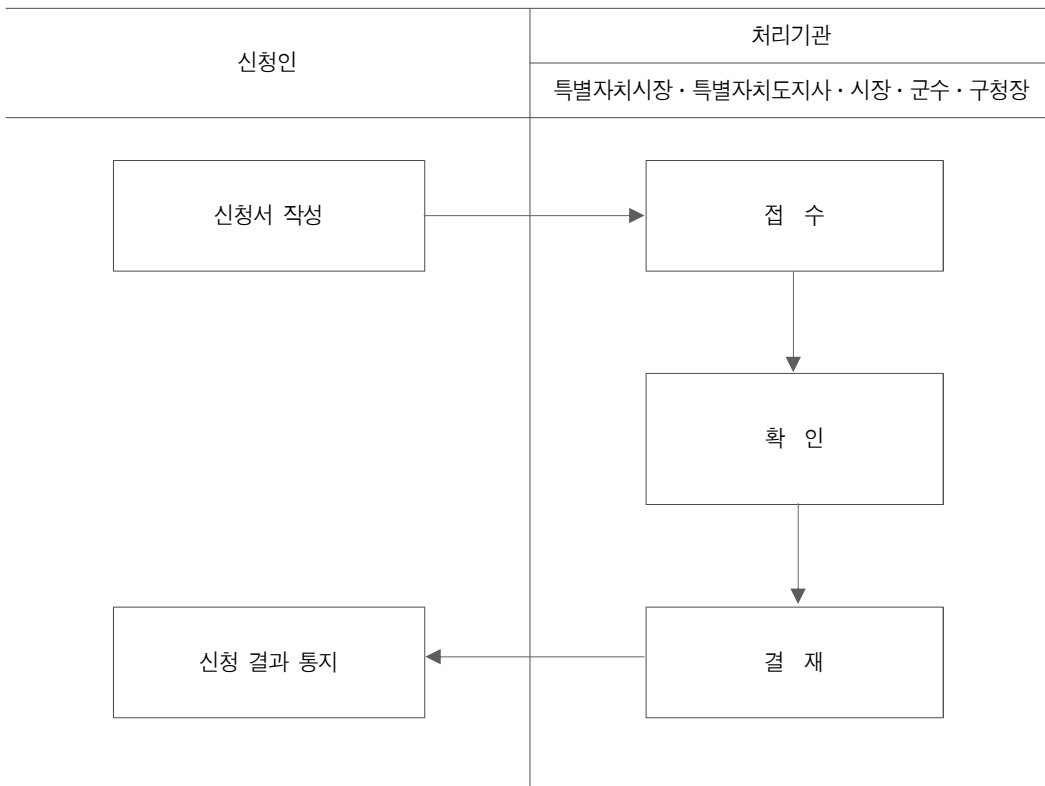 신청인
처리기관
특별자치시장 · 특별자치도지사 · 시장 · 군수 · 구청장
신청서 작성
접 수
확 인
결 재
신청 결과 통지